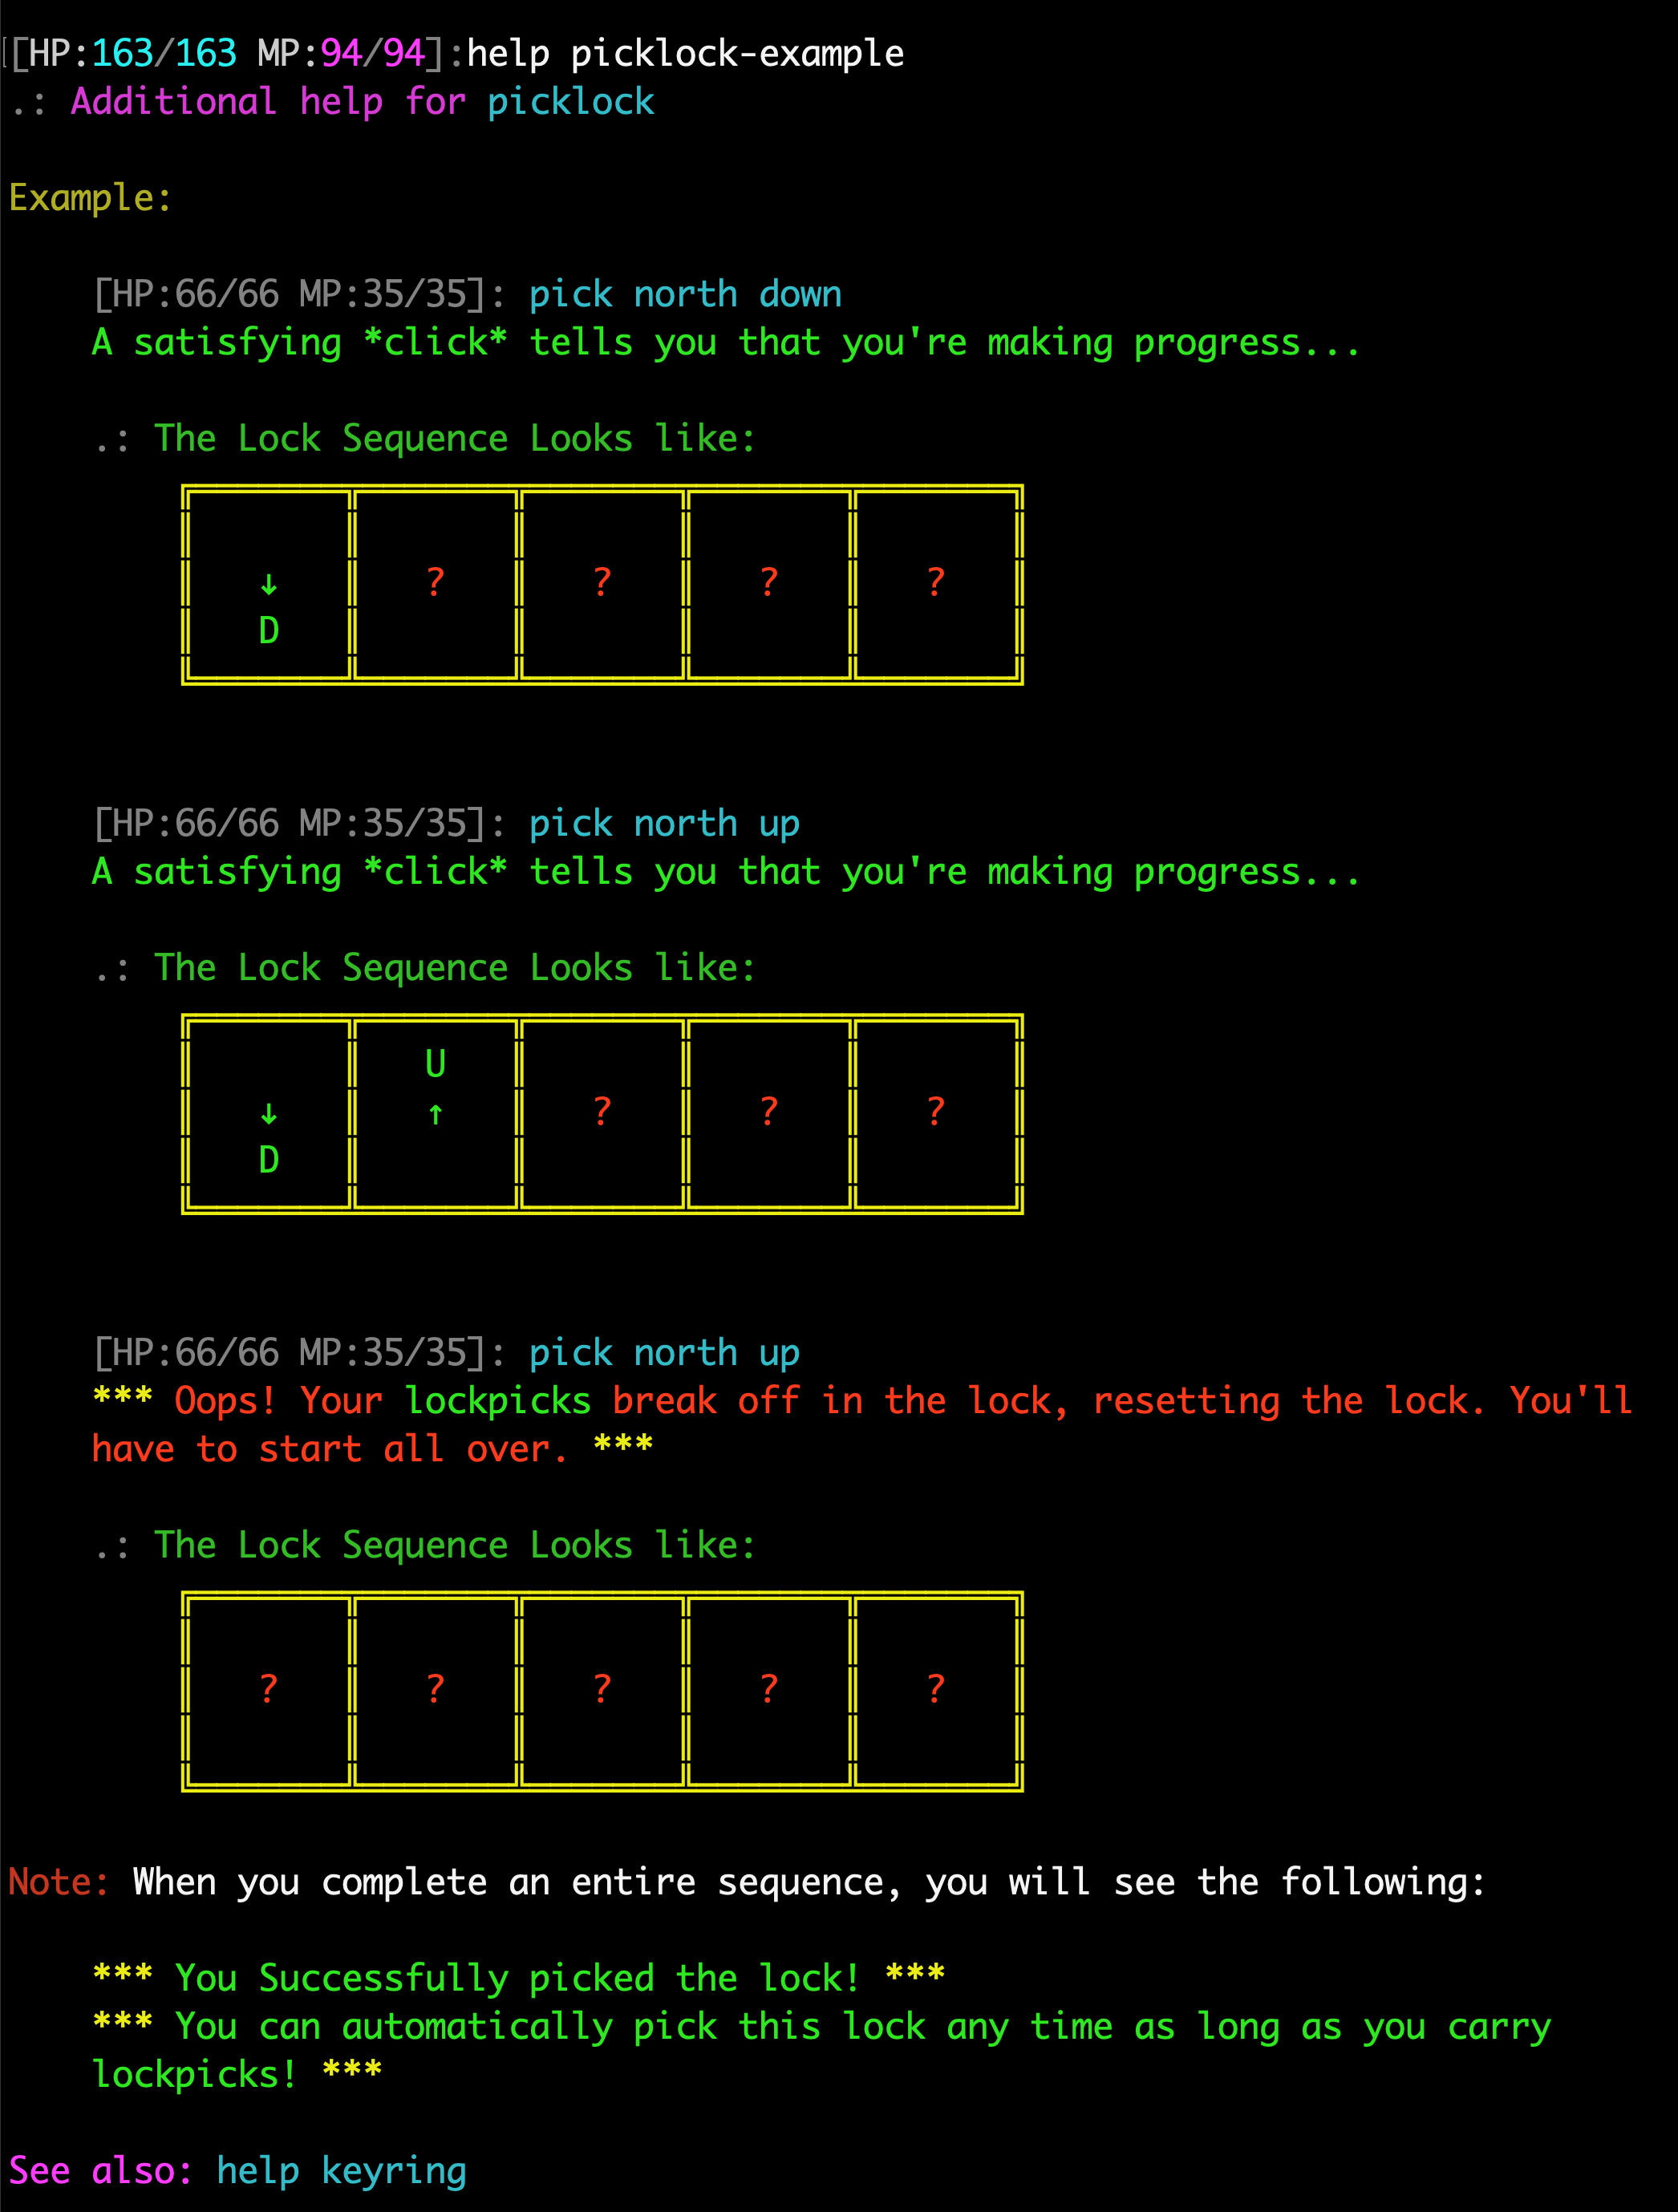 [[HP:163/163 MP:94/94]:help picklock-example
.: Additional help for picklock
Example:
[HP:66/66 MP:35/35]: pick north down
A satisfying *click* tells you that you're making progress...
.: The Lock Sequence Looks like:
↓ ? ? ? ?
D
[HP:66/66 MP:35/35]: pick north up
A satisfying *click* tells you that you're making progress...
.: The Lock Sequence Looks like:
U
↓ ↑ ? ? ?
D
[HP:66/66 MP:35/35]: pick north up
*** Oops! Your lockpicks break off in the lock, resetting the lock. You'll
have to start all over. ***
.: The Lock Sequence Looks like:
? ? ? ? ?
Note: When you complete an entire sequence, you will see the following:
*** You Successfully picked the lock! ***
*** You can automatically pick this lock any time as long as you carry
lockpicks! ***
See also: help keyring